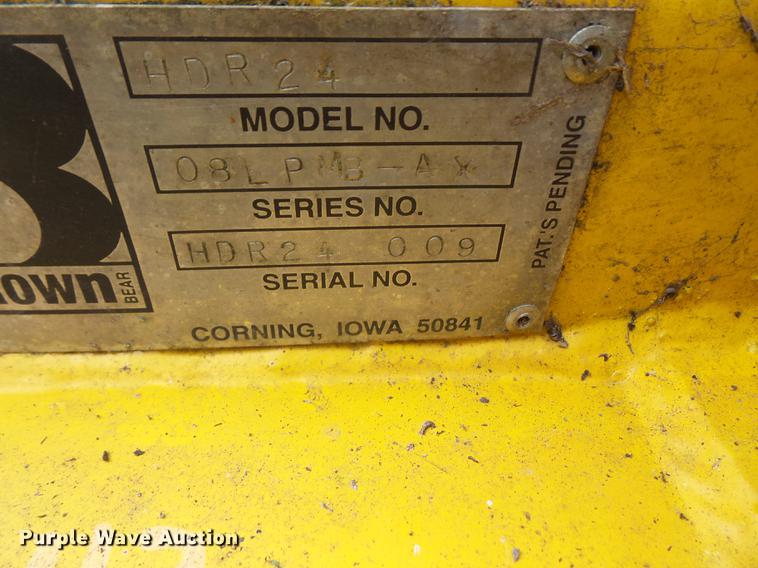 HDR24
MODEL NO.
08LPMB-AX
SERIES NO.
HDR24 009
SERIAL NO.
CORNING, IOWA 50841
PAT.'S PENDING
B
rown
BEAR
Purple Wave Auction